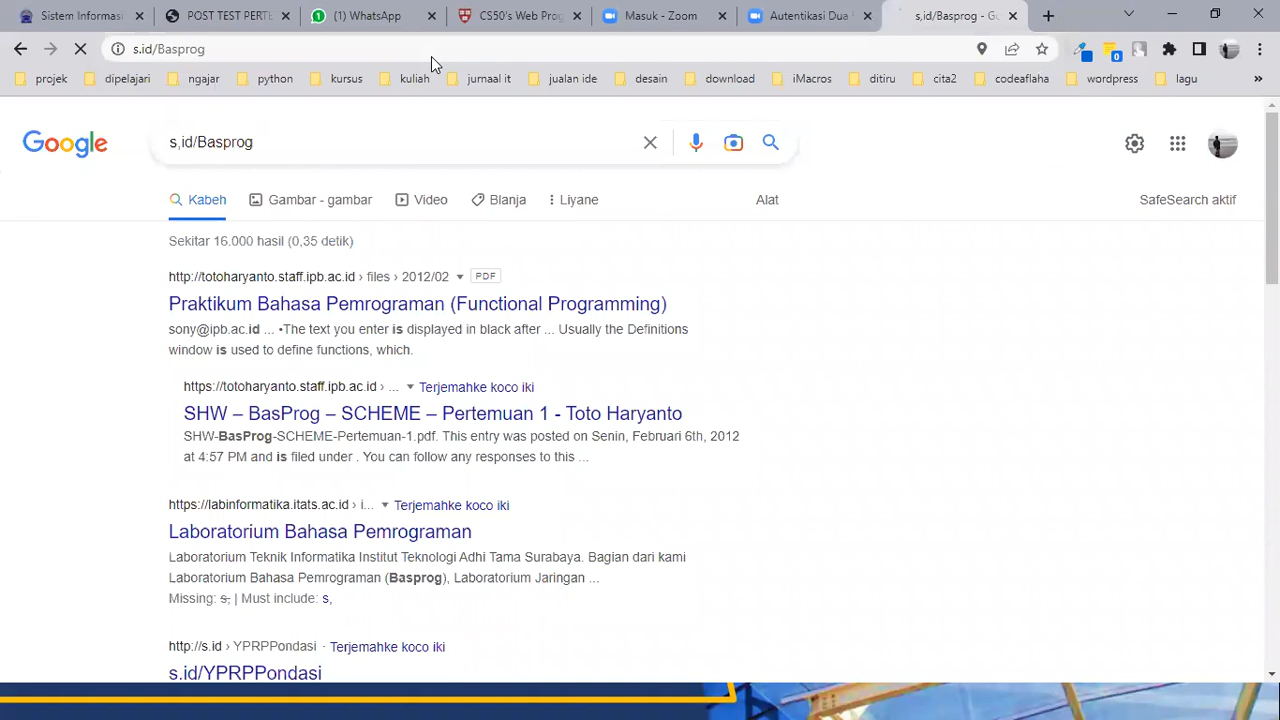 Sistem Informasi
POST TEST PERTE
(1) WhatsApp
CS50's Web Prog
Masuk - Zoom
Autentikasi Dua
s,id/Basprog - Go
s.id/Basprog
projek
dipelajari
ngajar
python
kursus
kuliah
jurnaal it
jualan ide
desain
download
iMacros
ditiru
cita2
codeaflaha
wordpress
lagu
»
0
Google
s,id/Basprog
Kabeh
Gambar - gambar
Video
Blanja
Liyane
Alat
SafeSearch aktif
Sekitar 16.000 hasil (0,35 detik)
http://totoharyanto.staff.ipb.ac.id › files › 2012/02 PDF
Praktikum Bahasa Pemrograman (Functional Programming)
sony@ipb.ac.id ... •The text you enter is displayed in black after ... Usually the Definitions
window is used to define functions, which.
https://totoharyanto.staff.ipb.ac.id › ... Terjemahke koco iki
SHW – BasProg – SCHEME – Pertemuan 1 - Toto Haryanto
SHW-BasProg-SCHEME-Pertemuan-1.pdf. This entry was posted on Senin, Februari 6th, 2012
at 4:57 PM and is filed under . You can follow any responses to this ...
https://labinformatika.itats.ac.id › i... Terjemahke koco iki
Laboratorium Bahasa Pemrograman
Laboratorium Teknik Informatika Institut Teknologi Adhi Tama Surabaya. Bagian dari kami
Laboratorium Bahasa Pemrograman (Basprog), Laboratorium Jaringan ...
Missing: s, | Must include: s,
http://s.id › YPRPPondasi · Terjemahke koco iki
s.id/YPRPPondasi